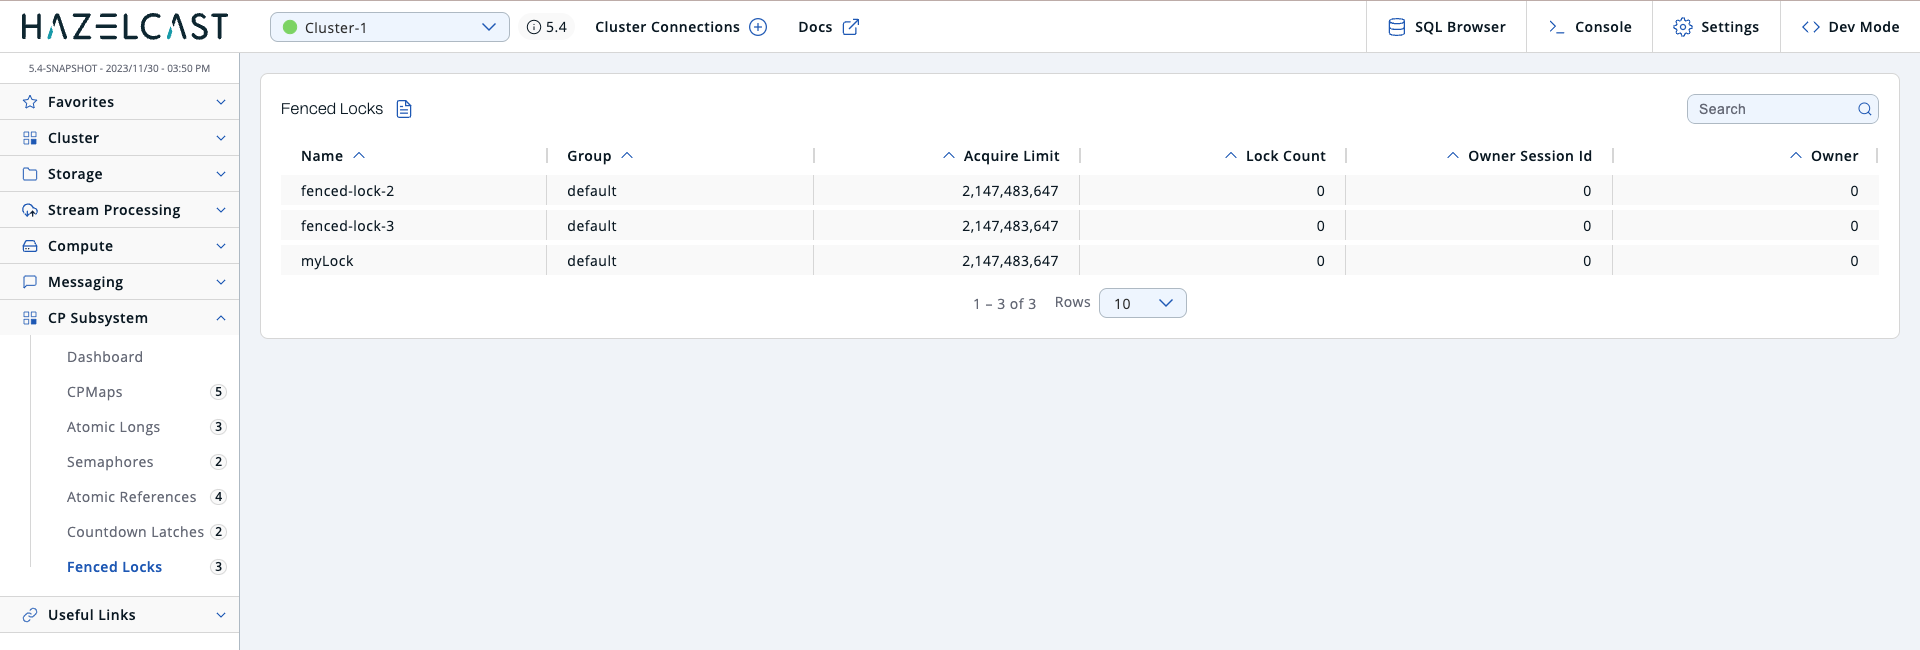 HAZELCAST
Cluster-1
5.4
Cluster Connections
Docs
SQL Browser
Console
Settings
Dev Mode
5.4-SNAPSHOT - 2023/11/30 - 03:50 PM
Favorites
Cluster
Storage
Stream Processing
Compute
Messaging
CP Subsystem
Dashboard
CPMaps 5
Atomic Longs 3
Semaphores 2
Atomic References 4
Countdown Latches 2
Fenced Locks 3
Useful Links
Fenced Locks
Search
Name Group Acquire Limit Lock Count Owner Session Id Owner
fenced-lock-2 default 2,147,483,647 0 0 0
fenced-lock-3 default 2,147,483,647 0 0 0
myLock default 2,147,483,647 0 0 0
1 – 3 of 3 Rows 10